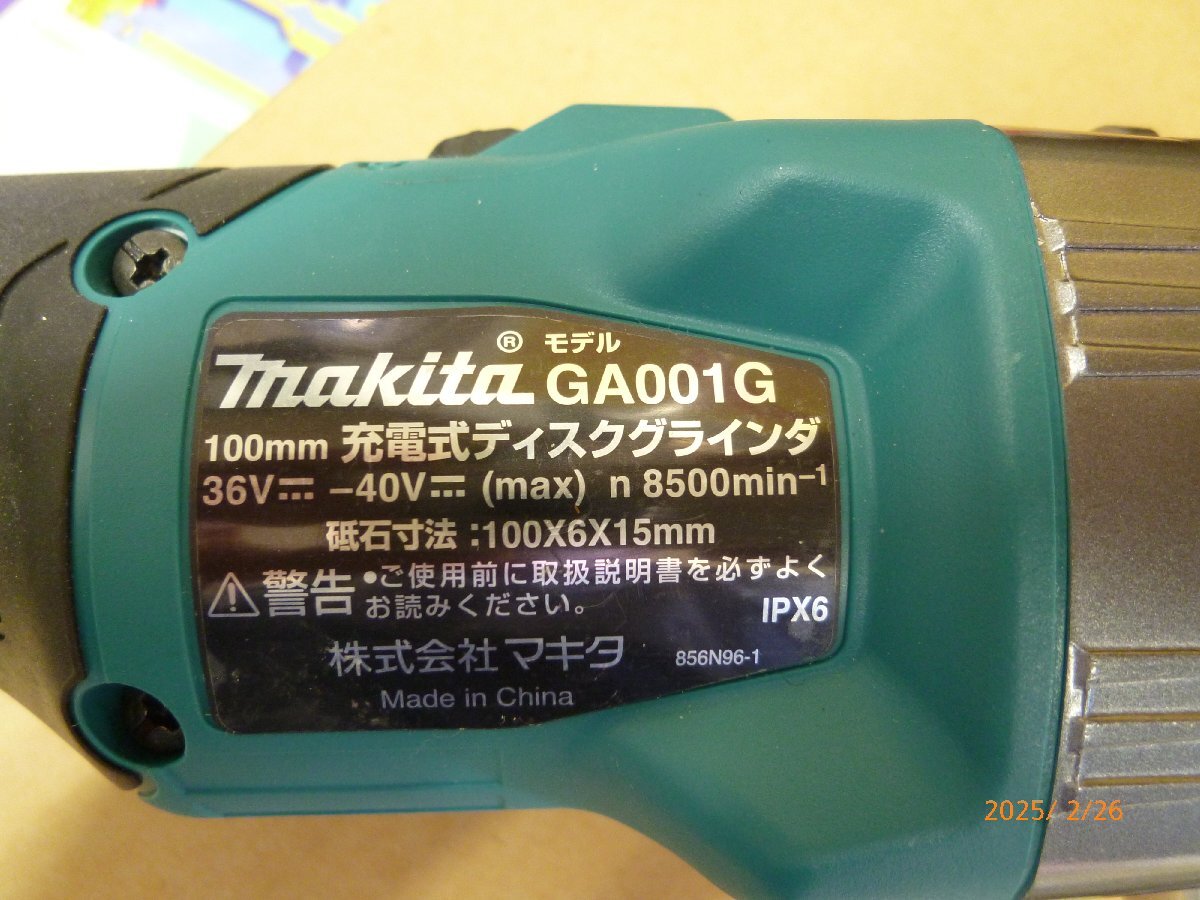 makita® モデル GA001G
100mm 充電式ディスクグラインダ
36V⎓ –40V⎓ (max) n 8500min⁻¹
砥石寸法：100X6X15mm
⚠警告 ●ご使用前に取扱説明書を必ずよく
お読みください。
IPX6
株式会社 マキタ 856N96-1
Made in China
2025/ 2/26